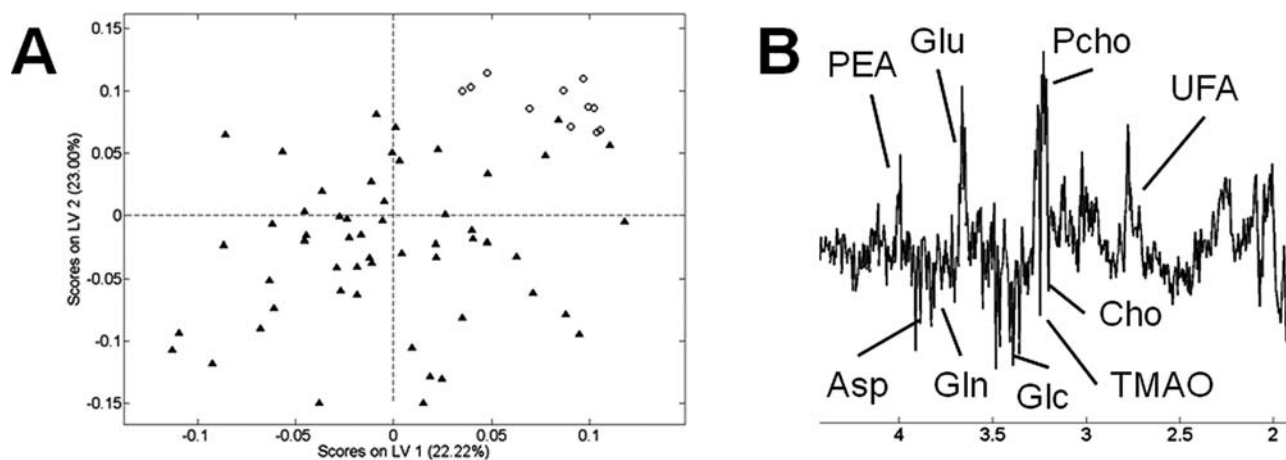 A
0.15
0.1
0.05
0
-0.05
-0.1
-0.15
Scores on LV 2 (23.00%)
-0.1
-0.05
0
0.05
0.1
Scores on LV 1 (22.22%)
B
PEA
Glu
Pcho
UFA
Asp
Gln
Glc
TMAO
Cho
4
3.5
3
2.5
2